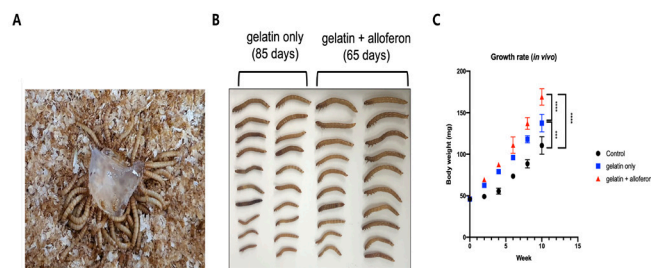 A
B
C
gelatin only
(85 days)
gelatin + alloferon
(65 days)
Growth rate (in vivo)
Body weight (mg)
200
150
100
50
0
0
5
10
15
Week
****
***
****
Control
gelatin only
gelatin + alloferon